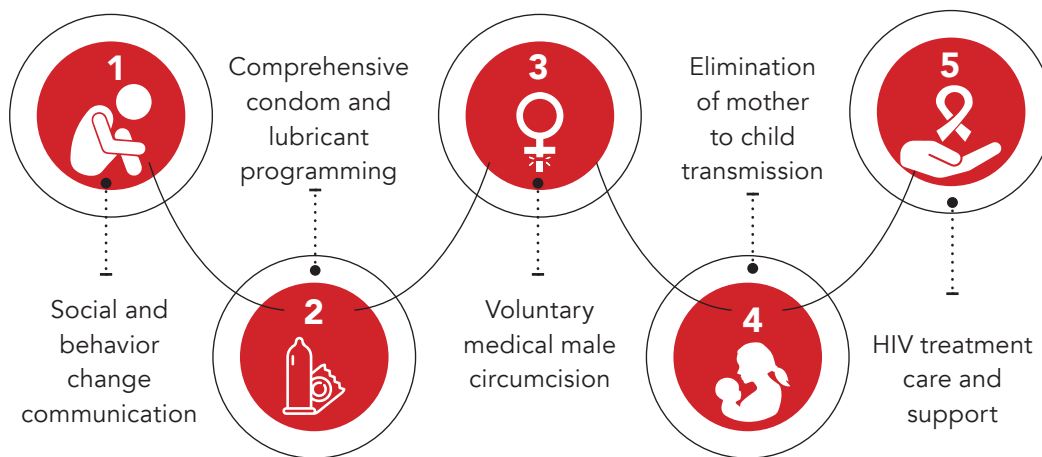 1
Social and
behavior
change
communication
Comprehensive
condom and
lubricant
programming
2
3
Voluntary
medical male
circumcision
Elimination
of mother
to child
transmission
4
5
HIV treatment
care and
support